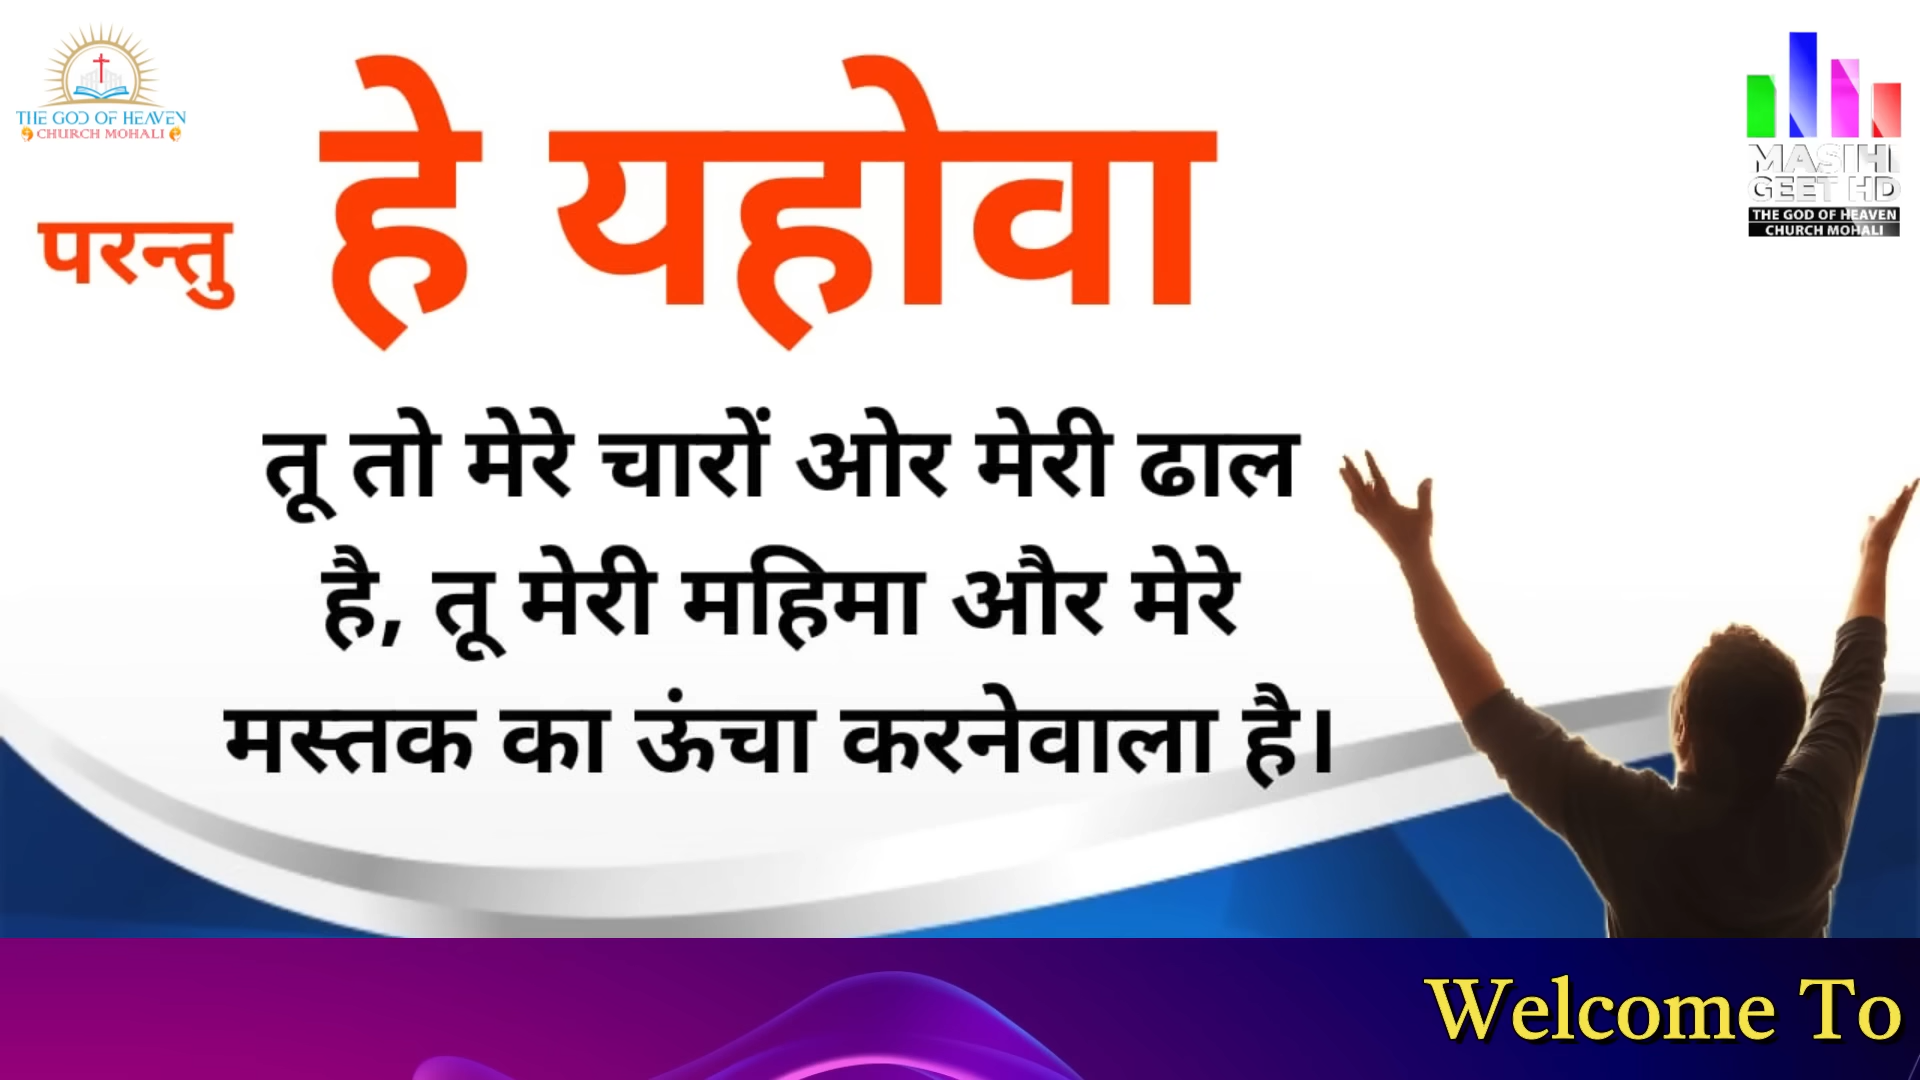 THE GOD OF HEAVEN
CHURCH MOHALI
MASIHI
GEET HD
THE GOD OF HEAVEN
CHURCH MOHALI
परन्तु हे यहोवा
तू तो मेरे चारों ओर मेरी ढाल
है, तू मेरी महिमा और मेरे
मस्तक का ऊंचा करनेवाला है।
Welcome To